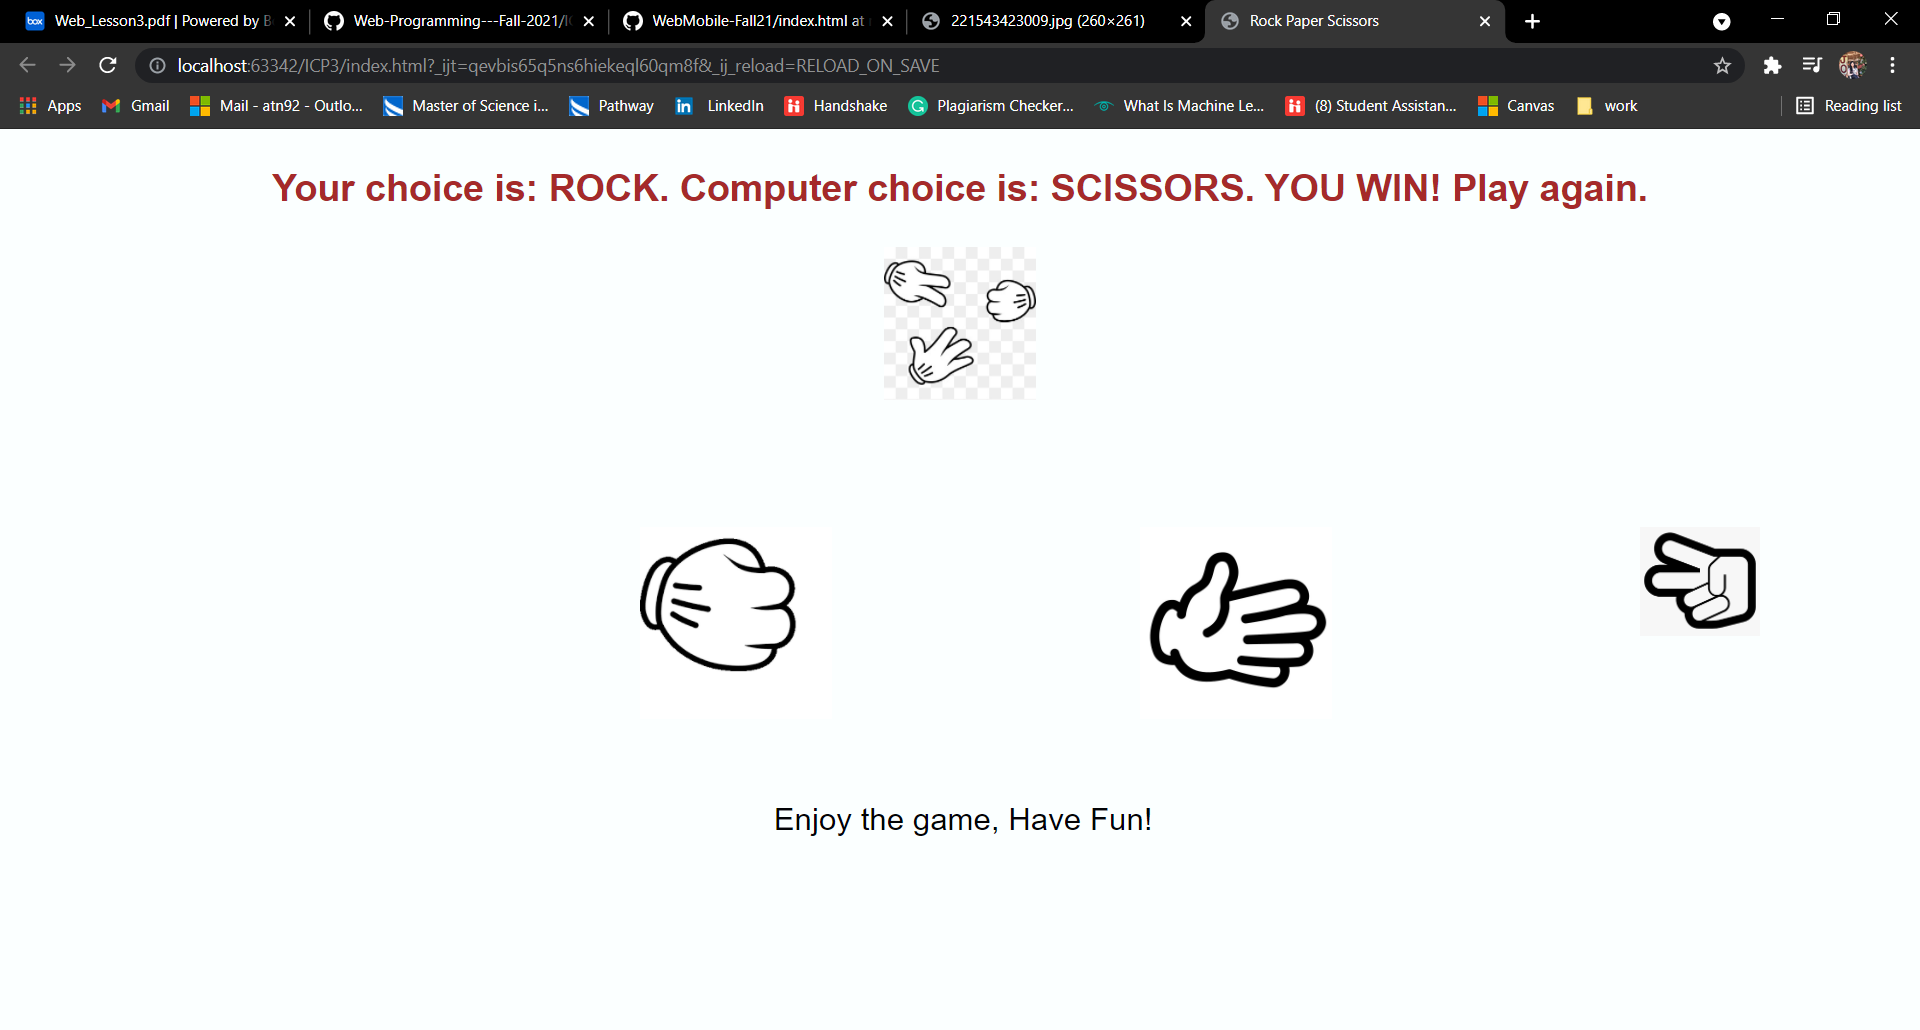 Web_Lesson3.pdf | Powered by B
Web-Programming---Fall-2021/I
WebMobile-Fall21/index.html at
221543423009.jpg (260×261)
Rock Paper Scissors
localhost:63342/ICP3/index.html?_ijt=qevbis65q5ns6hiekeql60qm8f&_ij_reload=RELOAD_ON_SAVE
Apps
Gmail
Mail - atn92 - Outlo...
Master of Science i...
Pathway
LinkedIn
Handshake
Plagiarism Checker...
What Is Machine Le...
(8) Student Assistan...
Canvas
work
Reading list
Your choice is: ROCK. Computer choice is: SCISSORS. YOU WIN! Play again.
Enjoy the game, Have Fun!